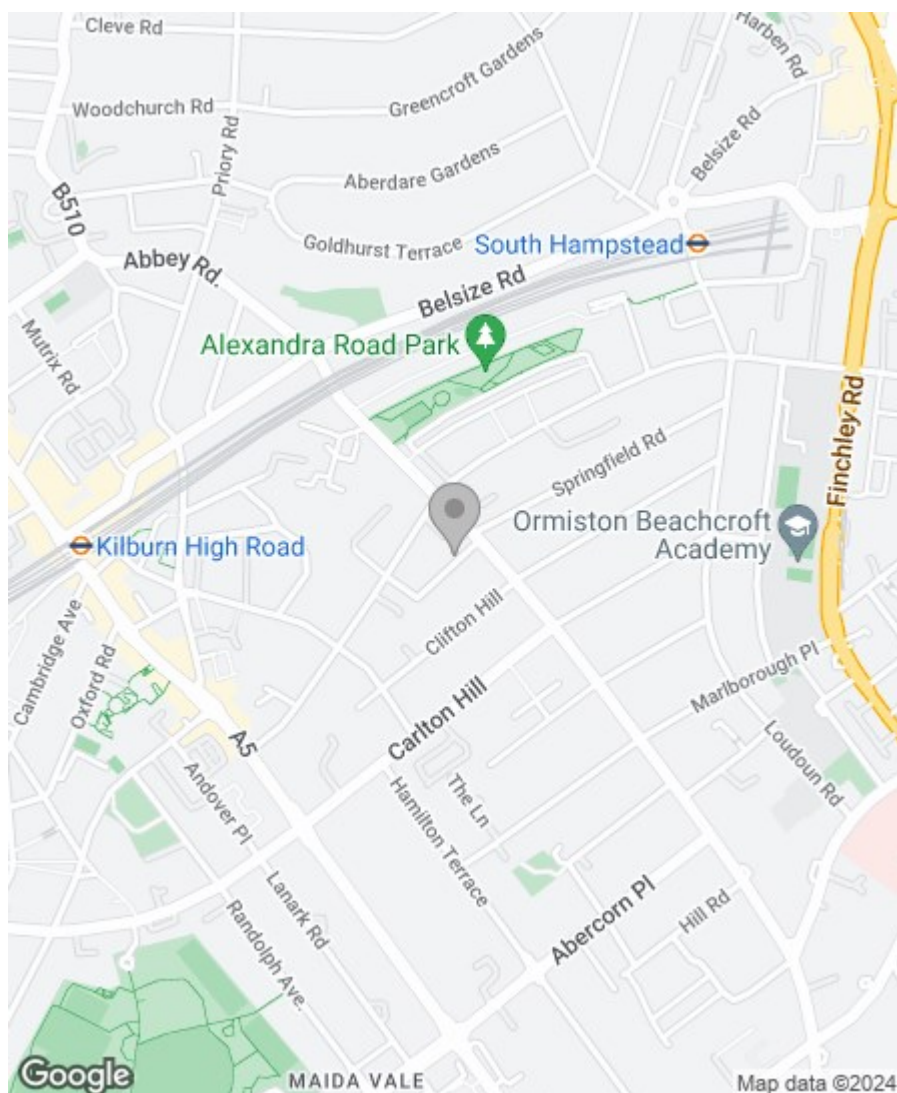 Cleve Rd
Harben Rd
Greencroft Gardens
Woodchurch Rd
Belsize Rd
Priory Rd
Aberdare Gardens
B510
Goldhurst Terrace
South Hampstead
Abbey Rd.
Belsize Rd
Mutrix Rd
Alexandra Road Park
Finchley Rd
Springfield Rd
Ormiston Beachcroft
Academy
Kilburn High Road
Clifton Hill
Cambridge Ave
Oxford Rd
Marlborough Pl
Carlton Hill
A5
Loudoun Rd
The Ln
Andover Pl
Hamilton Terrace
Lanark Rd
Abercorn Pl
Hill Rd
Randolph Ave.
Google
MAIDA VALE
Map data ©2024